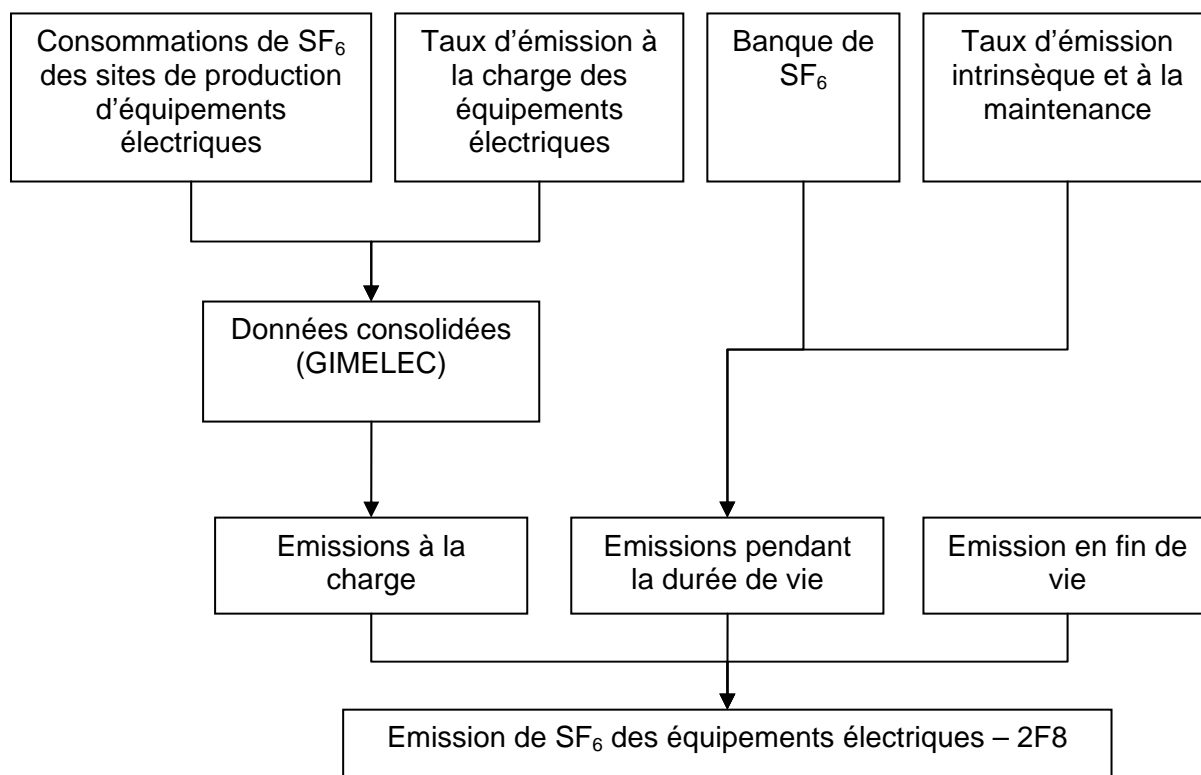 Consommations de SF₆
des sites de production
d’équipements
électriques
Taux d’émission à
la charge des
équipements
électriques
Banque de
SF₆
Taux d’émission
intrinsèque et à la
maintenance
Données consolidées
(GIMELEC)
Emissions à la
charge
Emissions pendant
la durée de vie
Emission en fin de
vie
Emission de SF₆ des équipements électriques – 2F8